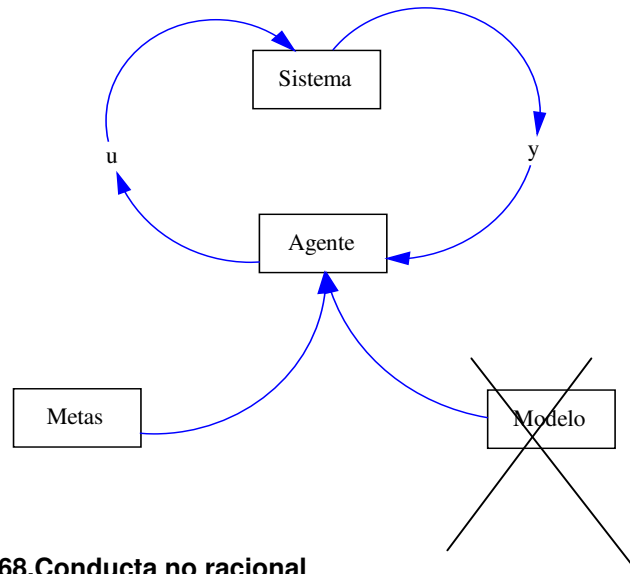 Sistema
u
y
Agente
Metas
Modelo
68.Conducta no racional